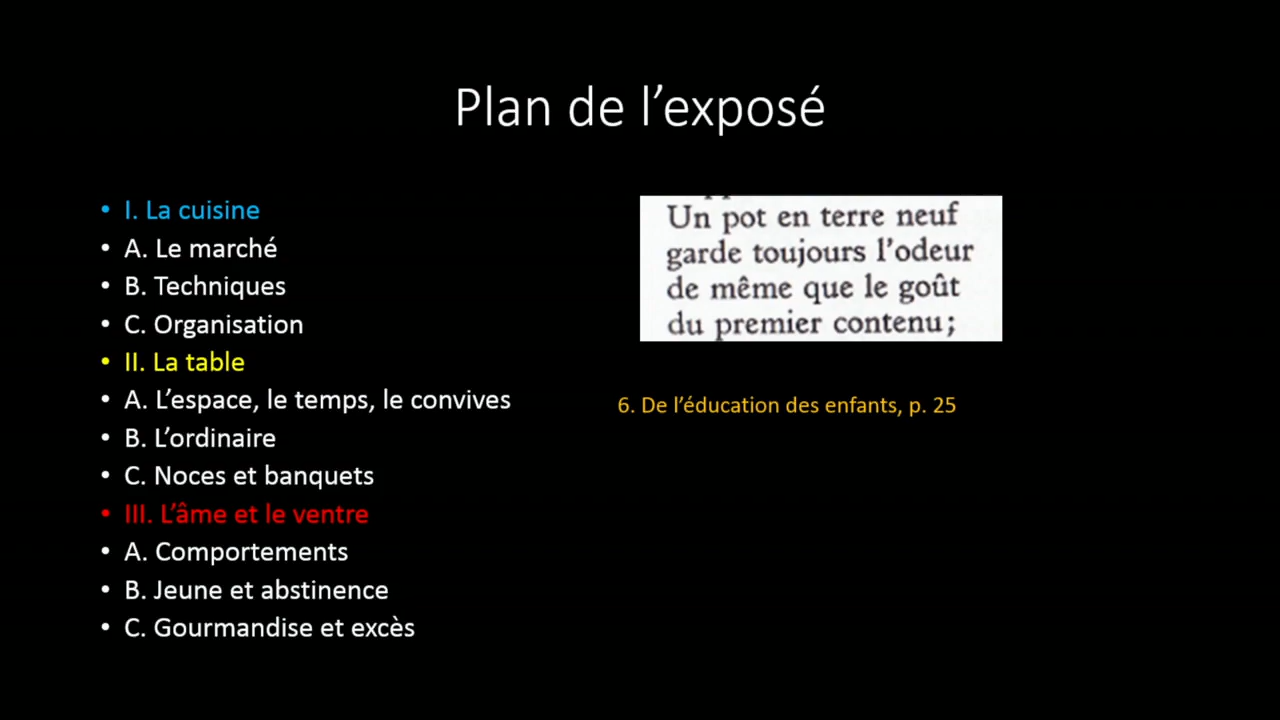 Plan de l’exposé
• I. La cuisine
• A. Le marché
• B. Techniques
• C. Organisation
• II. La table
• A. L’espace, le temps, le convives
• B. L’ordinaire
• C. Noces et banquets
• III. L’âme et le ventre
• A. Comportements
• B. Jeune et abstinence
• C. Gourmandise et excès
Un pot en terre neuf
garde toujours l’odeur
de même que le goût
du premier contenu;
6. De l’éducation des enfants, p. 25